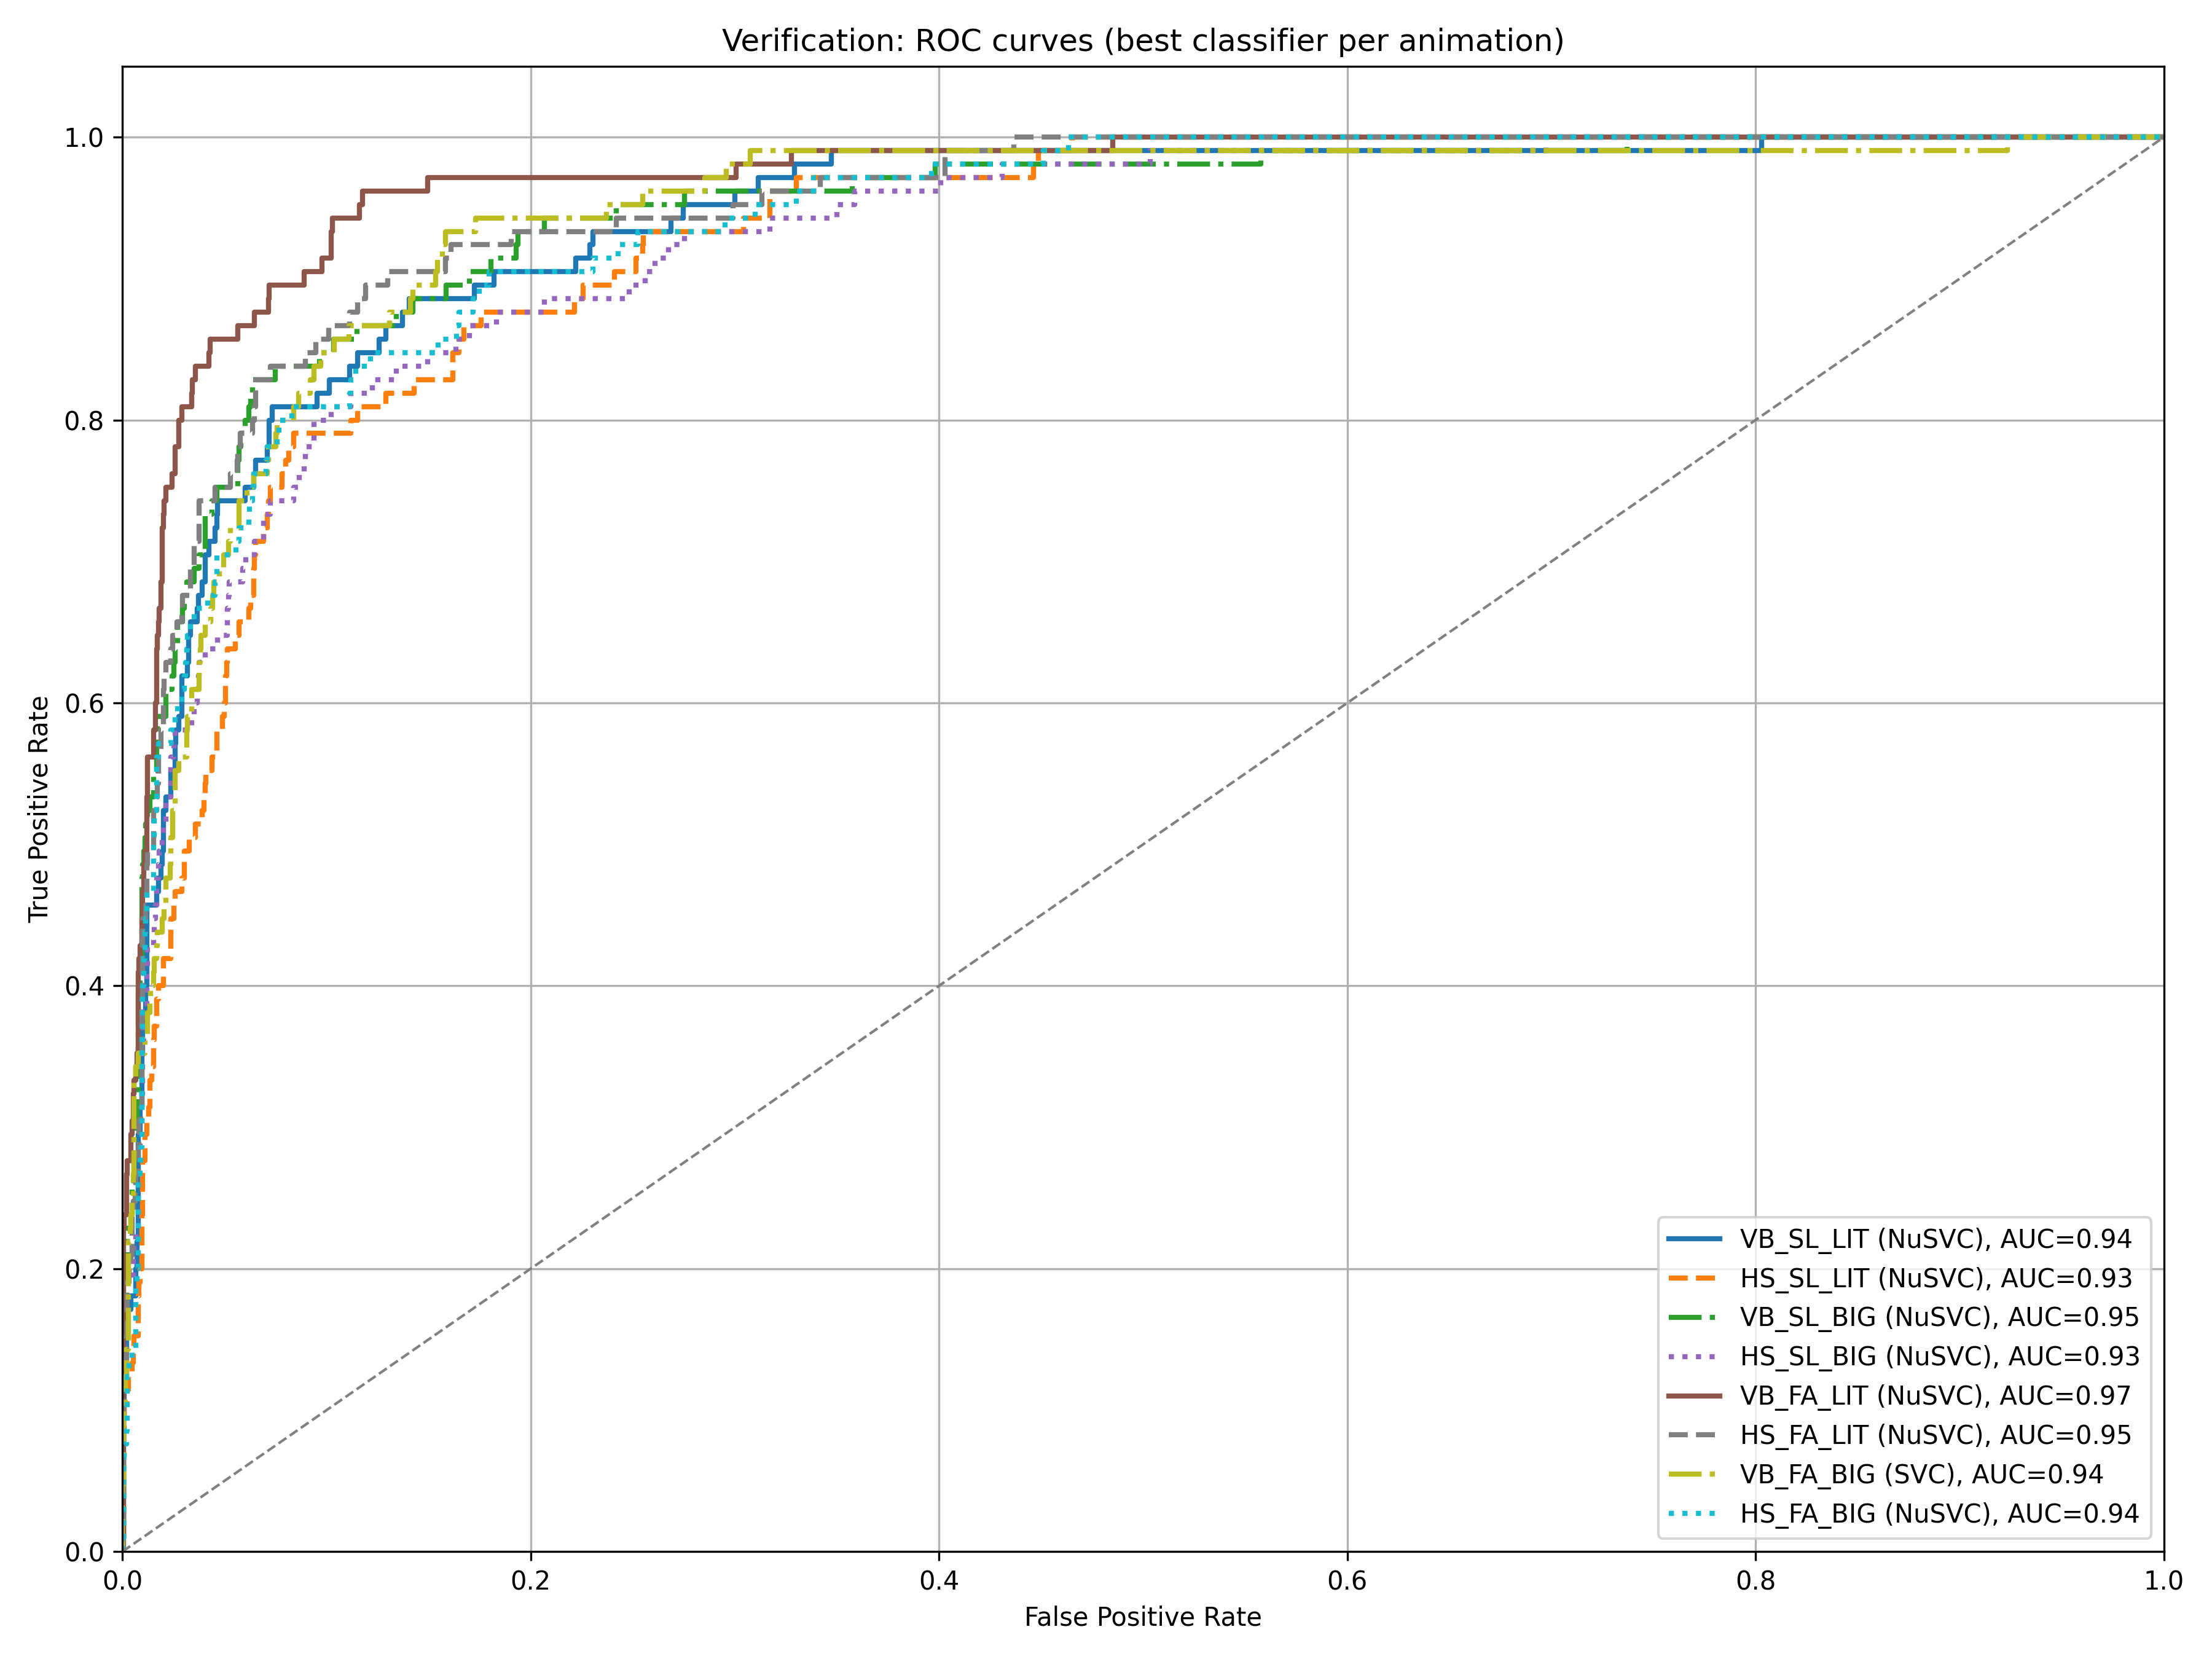 Verification: ROC curves (best classifier per animation)
1.0
0.8
0.6
0.4
0.2
0.0
True Positive Rate
0.0 0.2 0.4 0.6 0.8 1.0
False Positive Rate
VB_SL_LIT (NuSVC), AUC=0.94
HS_SL_LIT (NuSVC), AUC=0.93
VB_SL_BIG (NuSVC), AUC=0.95
HS_SL_BIG (NuSVC), AUC=0.93
VB_FA_LIT (NuSVC), AUC=0.97
HS_FA_LIT (NuSVC), AUC=0.95
VB_FA_BIG (SVC), AUC=0.94
HS_FA_BIG (NuSVC), AUC=0.94